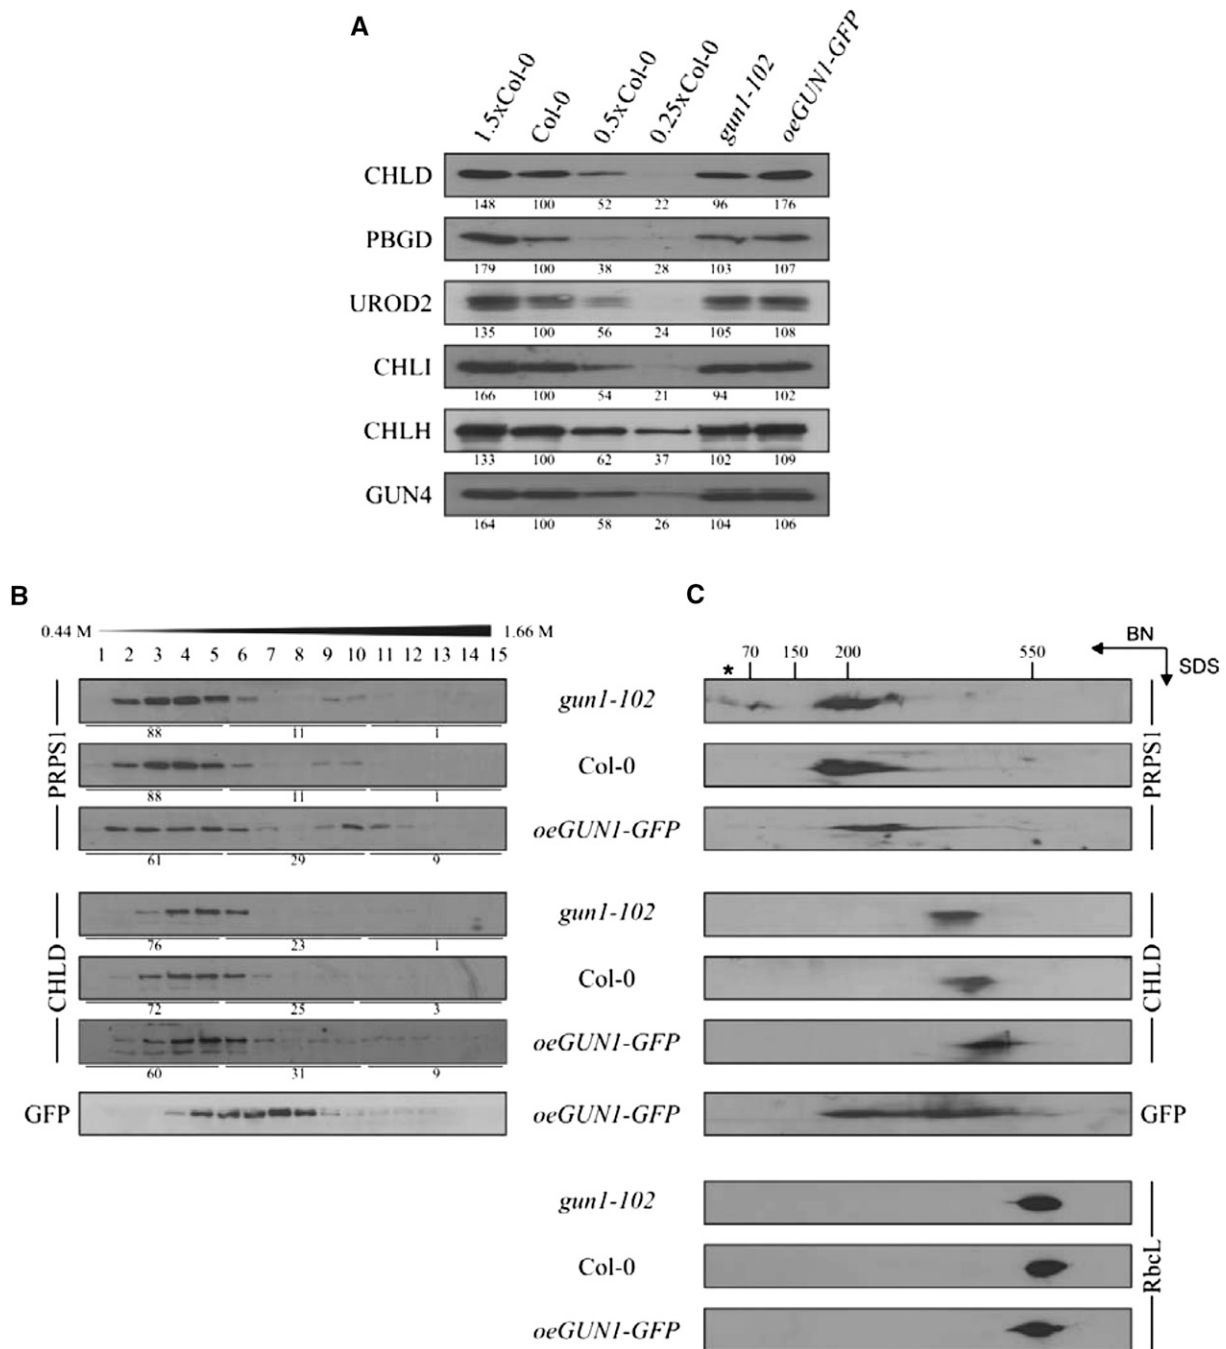 A
1.5xCol-0 Col-0 0.5xCol-0 0.25xCol-0 gun1-102 oeGUN1-GFP
CHLD
148 100 52 22 96 176
PBGD
179 100 38 28 103 107
UROD2
135 100 56 24 105 108
CHLI
166 100 54 21 94 102
CHLH
133 100 62 37 102 109
GUN4
164 100 58 26 104 106
B
0.44 M 1.66 M
1 2 3 4 5 6 7 8 9 10 11 12 13 14 15
PRPS1
gun1-102
88 11 1
Col-0
88 11 1
oeGUN1-GFP
61 29 9
CHLD
gun1-102
76 23 1
Col-0
72 25 3
oeGUN1-GFP
60 31 9
GFP
oeGUN1-GFP
C
BN
SDS
* 70 150 200 550
PRPS1
CHLD
GFP
gun1-102
Col-0
oeGUN1-GFP
RbcL